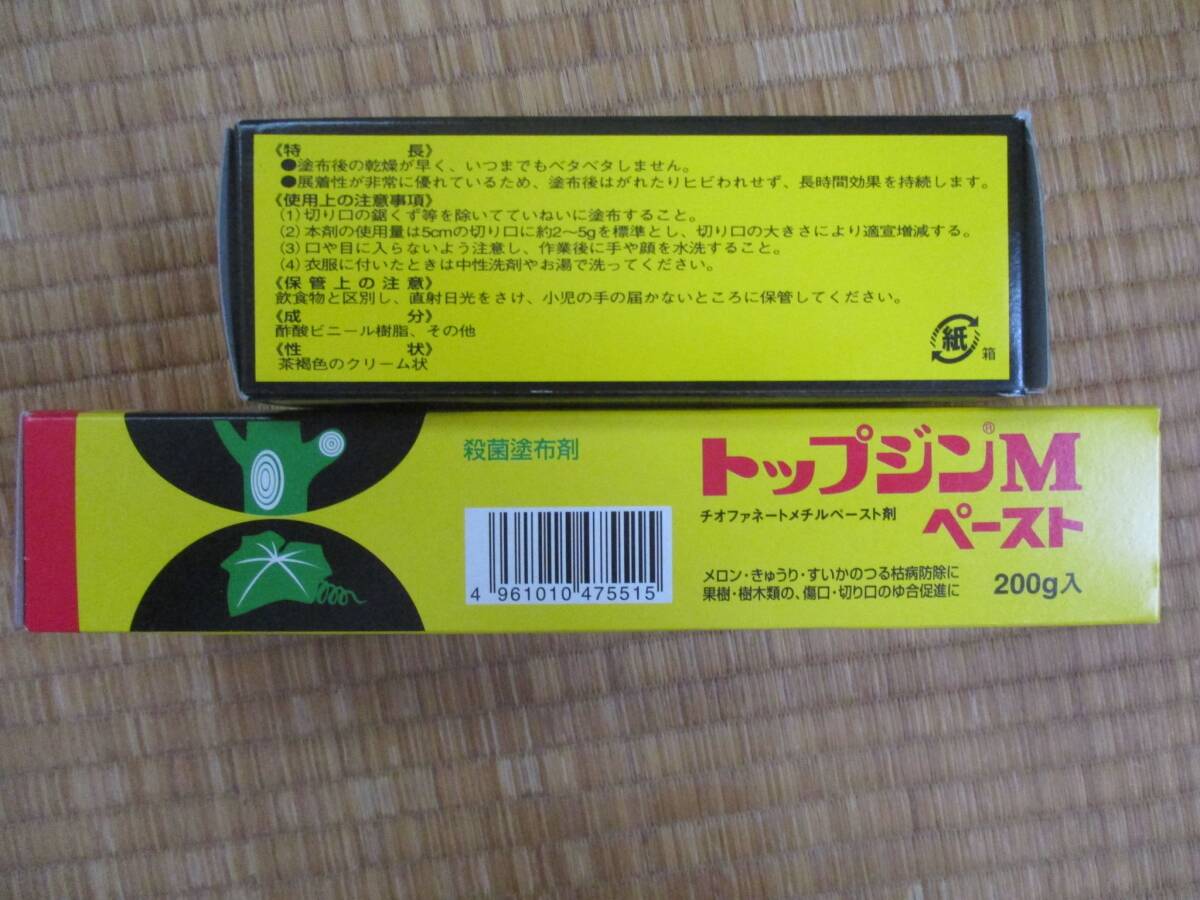 《特長》
●塗布後の乾燥が早く、いつまでもベタベタしません。
●展着性が非常に優れているため、塗布後はがれたりヒビわれせず、長時間効果を持続します。
《使用上の注意事項》
(1)切り口の鋸くず等を除いてていねいに塗布すること。
(2)本剤の使用量は5cmの切り口に約2〜5gを標準とし、切り口の大きさにより適宣増減する。
(3)口や目に入らないよう注意し、作業後に手や顔を水洗すること。
(4)衣服に付いたときは中性洗剤やお湯で洗ってください。
《保管上の注意》
飲食物と区別し、直射日光をさけ、小児の手の届かないところに保管してください。
《成分》
酢酸ビニール樹脂、その他
《性状》
茶褐色のクリーム状
紙 箱
殺菌塗布剤
トップジンM®
チオファネートメチルペースト剤
ペースト
メロン・きゅうり・すいかのつる枯病防除に
果樹・樹木類の、傷口・切り口のゆ合促進に
200g入
4 961010 475515